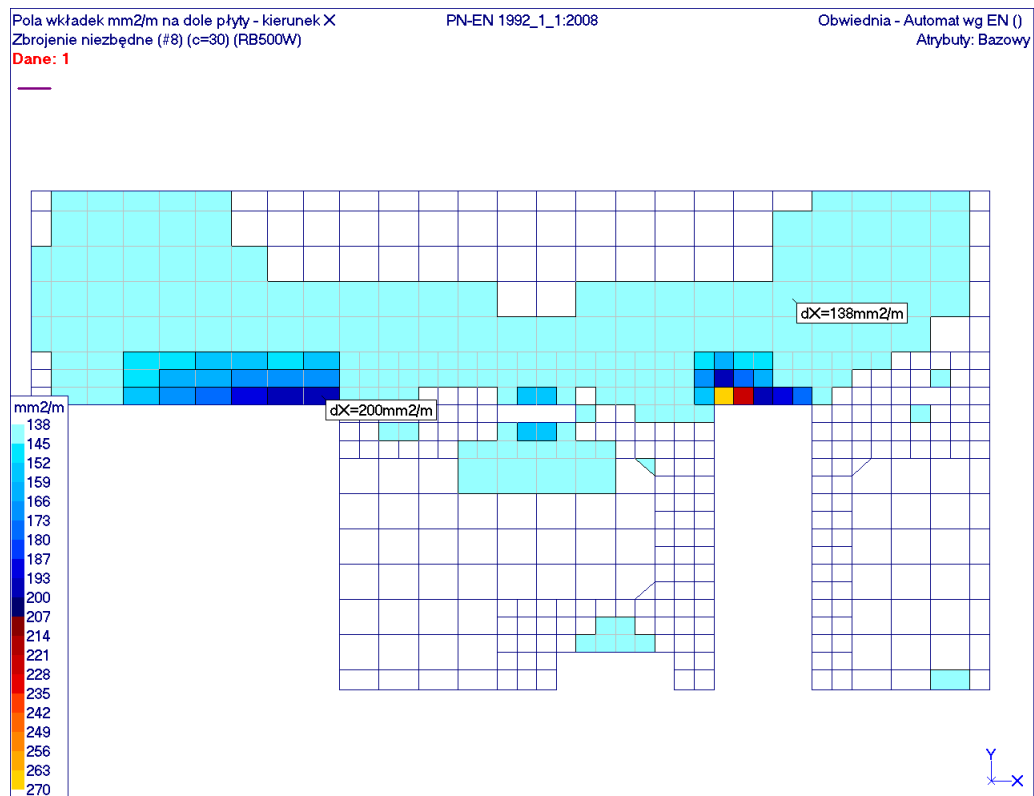 Pola wkładek mm2/m na dole płyty - kierunek X
PN-EN 1992_1_1:2008
Obwiednia - Automat wg EN ()
Zbrojenie niezbędne (#8) (c=30) (RB500W)
Atrybuty: Bazowy
Dane: 1
dX=138mm2/m
dX=200mm2/m
mm2/m
138
145
152
159
166
173
180
187
193
200
207
214
221
228
235
242
249
256
263
270
Y
X